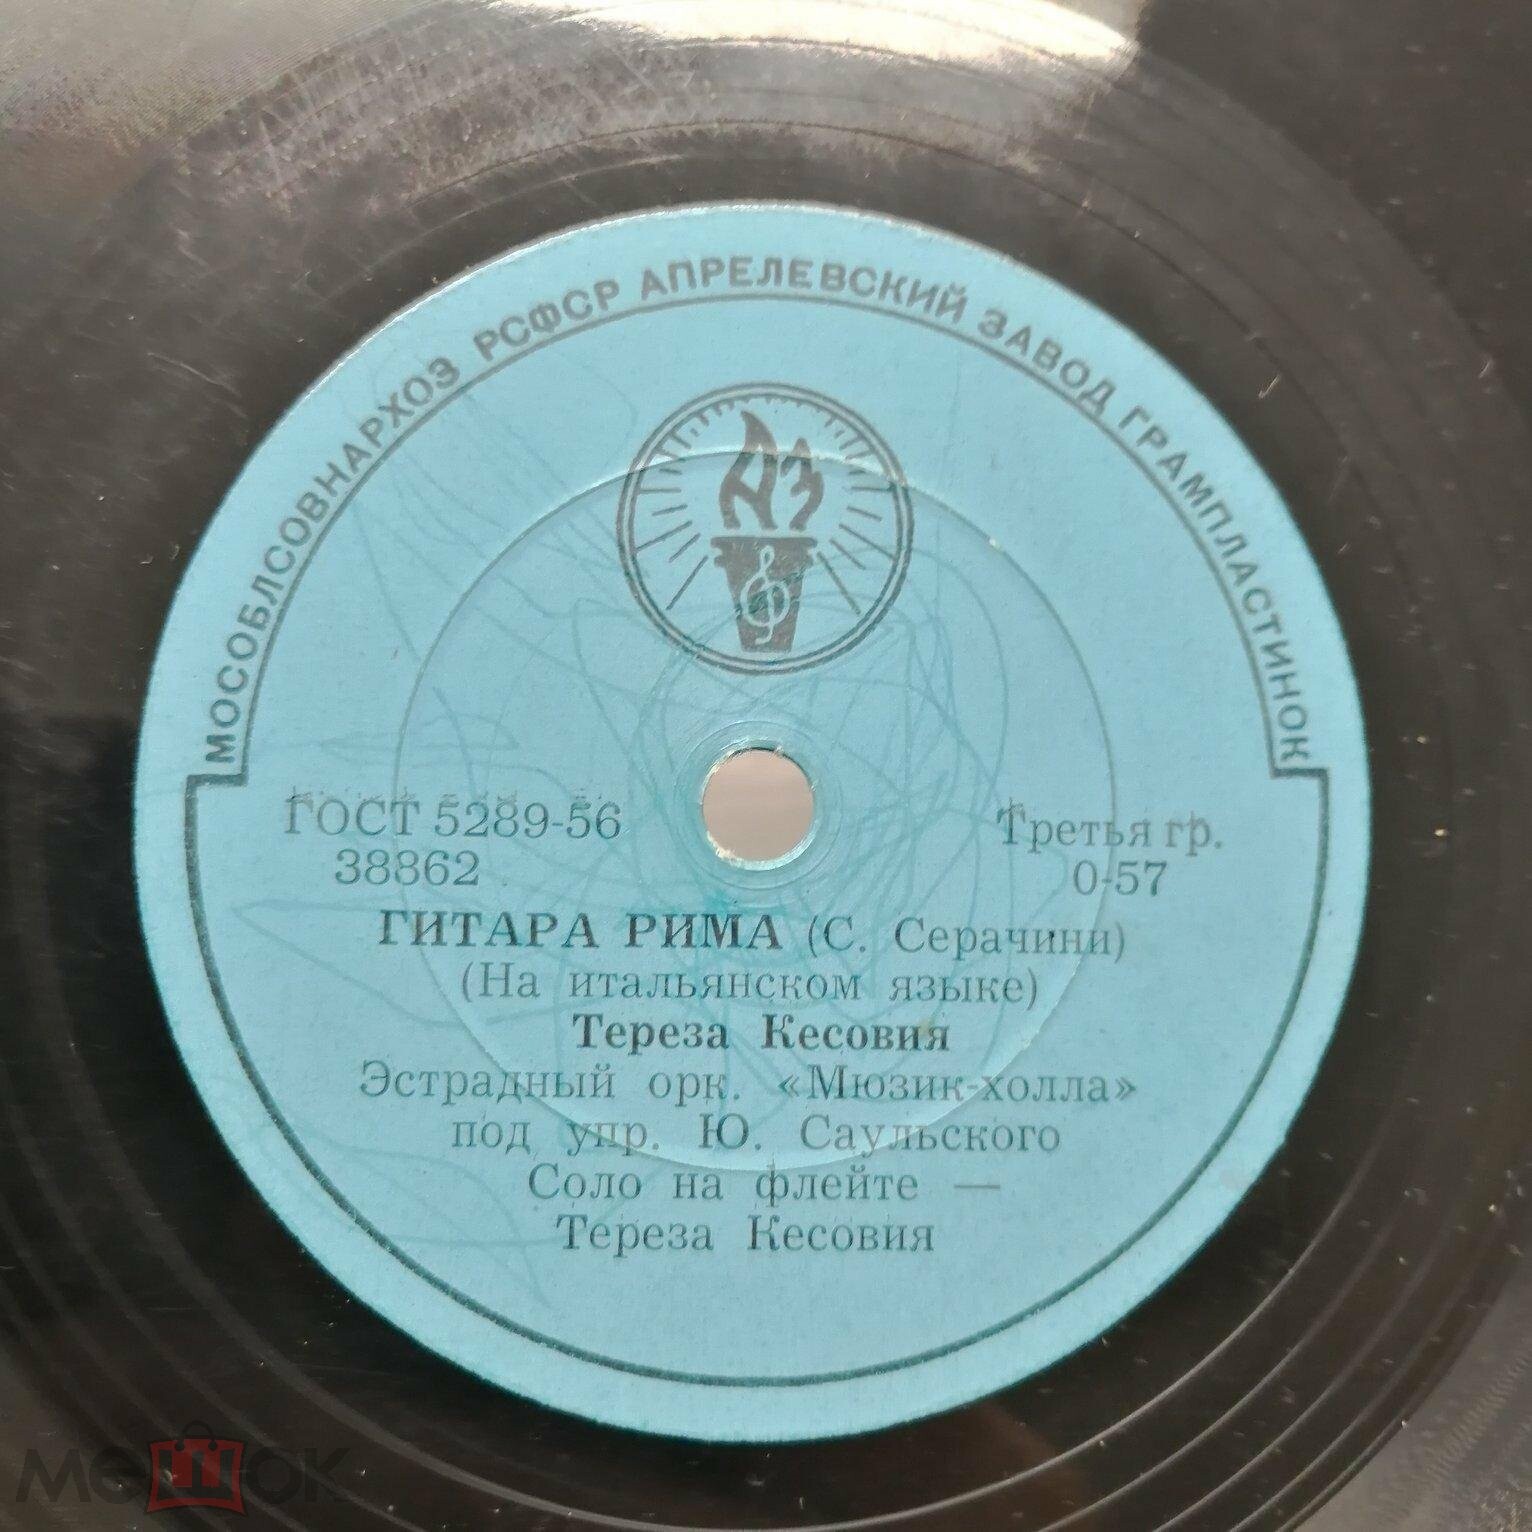 МОСОБЛСОВНАРХОЗ РСФСР АПРЕЛЕВСКИЙ ЗАВОД ГРАМПЛАСТИНОК
АЗ
ГОСТ 5289-56
38862
Третья гр.
0-57
ГИТАРА РИМА (С. Серачини)
(На итальянском языке)
Тереза Кесовия
Эстрадный орк. «Мюзик-холла»
под упр. Ю. Саульского
Соло на флейте —
Тереза Кесовия
мешок